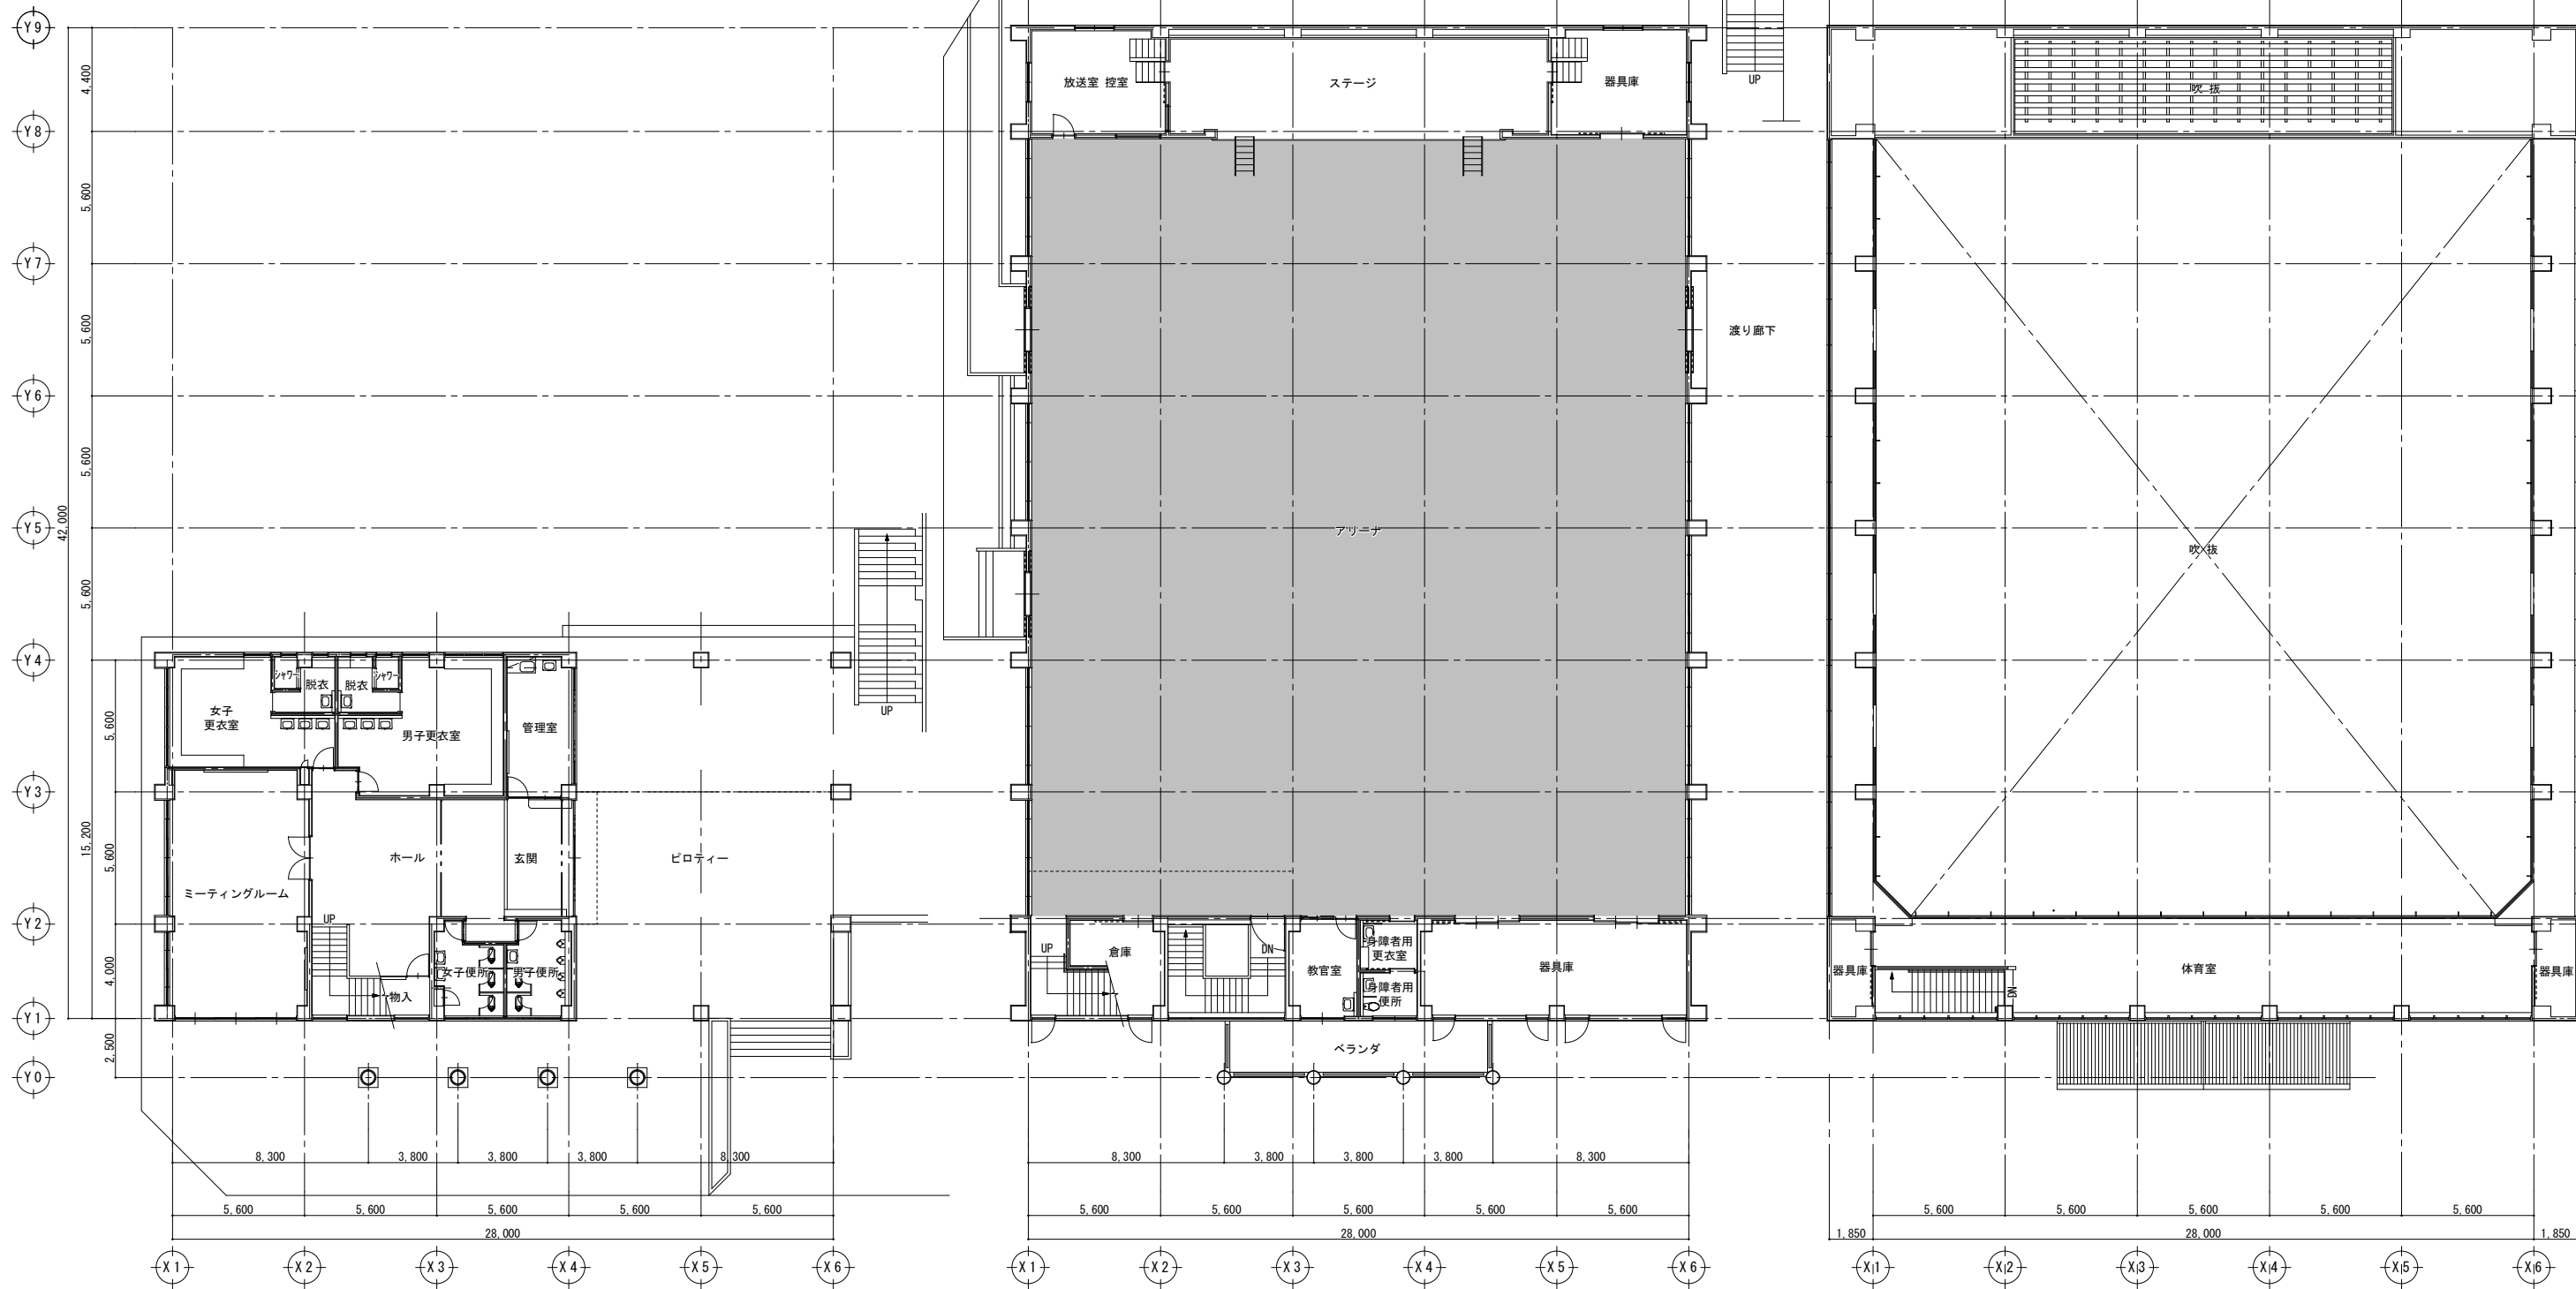 Y9
Y8
Y7
Y6
Y5
Y4
Y3
Y2
Y1
Y0
4,400
5,600
5,600
5,600
5,600
42,000
15,200
5,600
5,600
4,000
2,500
女子
更衣室
シャワー
脱衣
脱衣
シャワー
男子更衣室
管理室
ミーティングルーム
ホール
玄関
ピロティー
UP
UP
物入
女子便所
男子便所
8,300
3,800
3,800
3,800
8,300
5,600
5,600
5,600
5,600
5,600
28,000
X1
X2
X3
X4
X5
X6
放送室 控室
ステージ
器具庫
UP
渡り廊下
アリーナ
UP
倉庫
DN
教官室
身障者用
更衣室
身障者用
便所
器具庫
ベランダ
8,300
3,800
3,800
3,800
8,300
5,600
5,600
5,600
5,600
5,600
28,000
X1
X2
X3
X4
X5
X6
吹抜
吹抜
器具庫
DN
体育室
器具庫
5,600
5,600
5,600
5,600
5,600
1,850
28,000
1,850
X1
X2
X3
X4
X5
X6